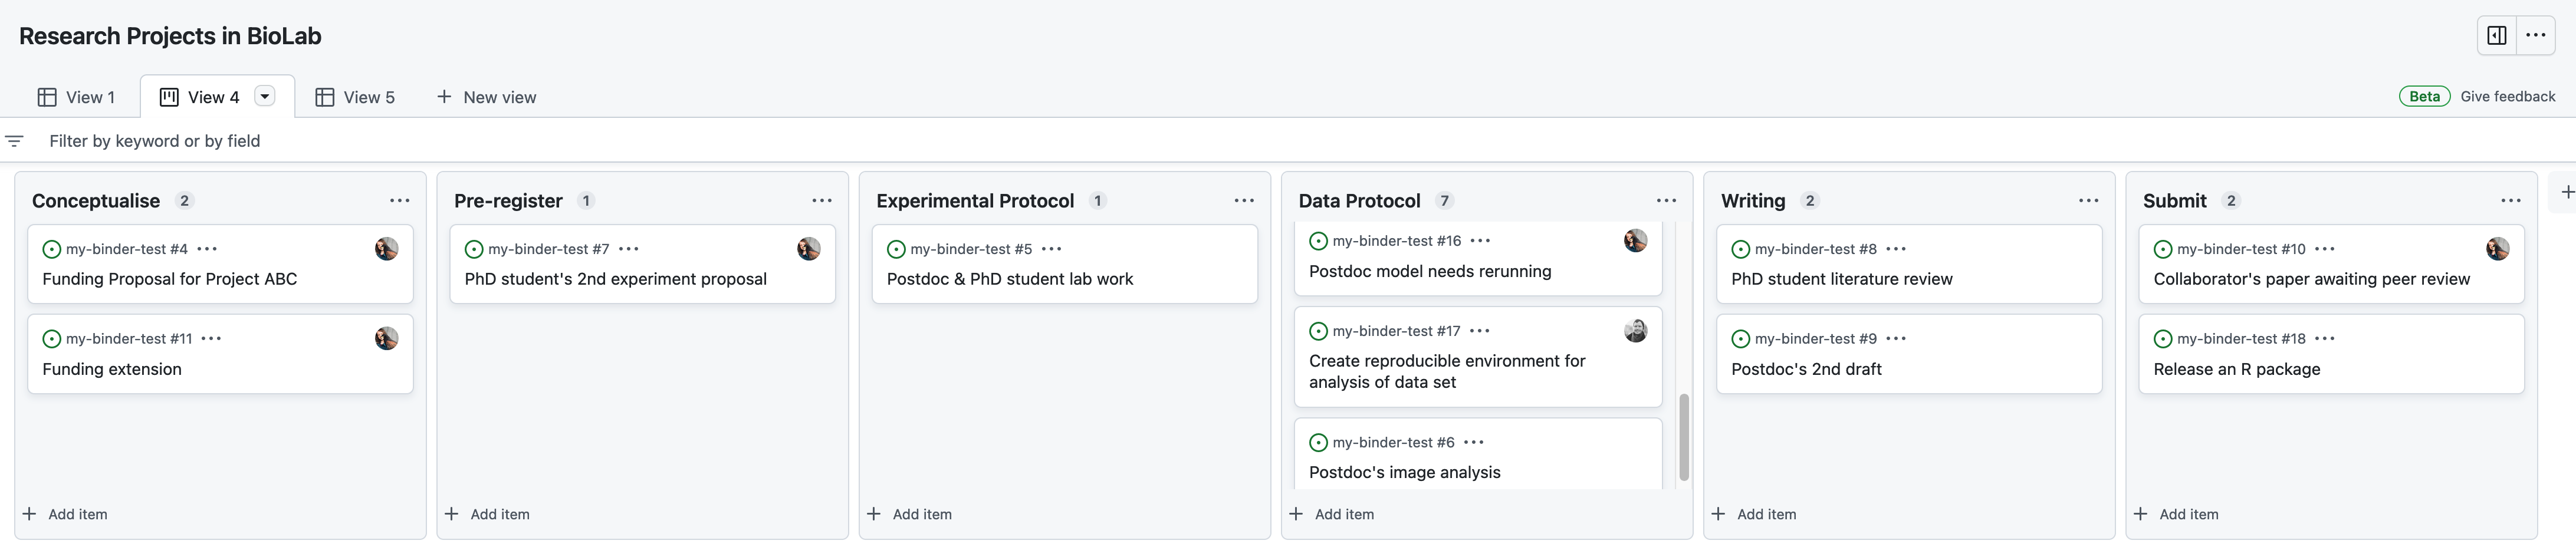 Research Projects in BioLab
View 1
View 4
View 5
New view
Beta
Give feedback
Filter by keyword or by field
Conceptualise 2
my-binder-test #4
Funding Proposal for Project ABC
my-binder-test #11
Funding extension
Add item
Pre-register 1
my-binder-test #7
PhD student's 2nd experiment proposal
Add item
Experimental Protocol 1
my-binder-test #5
Postdoc & PhD student lab work
Add item
Data Protocol 7
my-binder-test #16
Postdoc model needs rerunning
my-binder-test #17
Create reproducible environment for
analysis of data set
my-binder-test #6
Postdoc's image analysis
Add item
Writing 2
my-binder-test #8
PhD student literature review
my-binder-test #9
Postdoc's 2nd draft
Add item
Submit 2
my-binder-test #10
Collaborator's paper awaiting peer review
my-binder-test #18
Release an R package
Add item